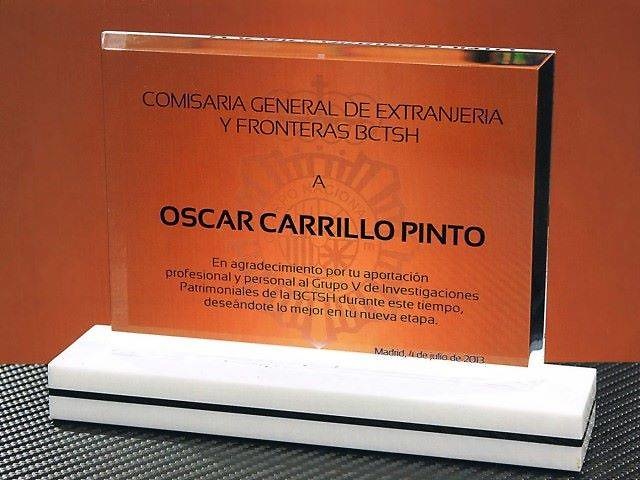 COMISARIA GENERAL DE EXTRANJERIA
Y FRONTERAS BCTSH
A
OSCAR CARRILLO PINTO
En agradecimiento por tu aportación
profesional y personal al Grupo V de Investigaciones
Patrimoniales de la BCTSH durante este tiempo,
deseándote lo mejor en tu nueva etapa.
Madrid, 4 de julio de 2013